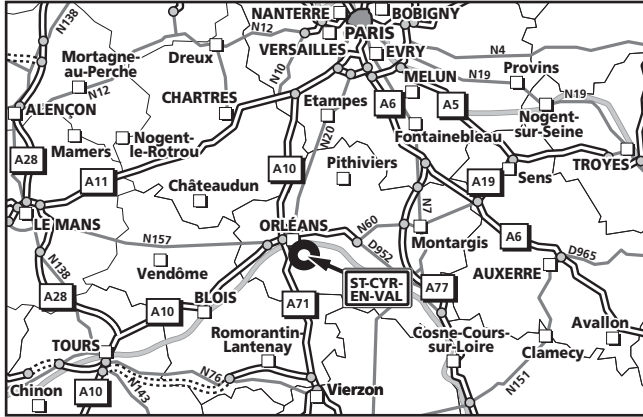 N138
NANTERRE
BOBIGNY
N12
PARIS
VERSAILLES
EVRY
N4
Mortagne-
au-Perche
Dreux
N10
MELUN
N19
Provins
N12
ALENÇON
CHARTRES
Etampes
A6
A5
N19
Nogent-
sur-Seine
Fontainebleau
Mamers
Nogent-
le-Rotrou
N20
TROYES
A28
A11
A10
Pithiviers
A19
Sens
Châteaudun
N7
LE MANS
ORLÉANS
N60
Montargis
A6
N157
D952
D965
N138
Vendôme
AUXERRE
ST-CYR-
EN-VAL
A77
A28
A10
BLOIS
A71
Romorantin-
Lantenay
Cosne-Cours-
sur-Loire
Avallon
TOURS
Clamecy
Chinon
A10
N143
N76
Vierzon
N151